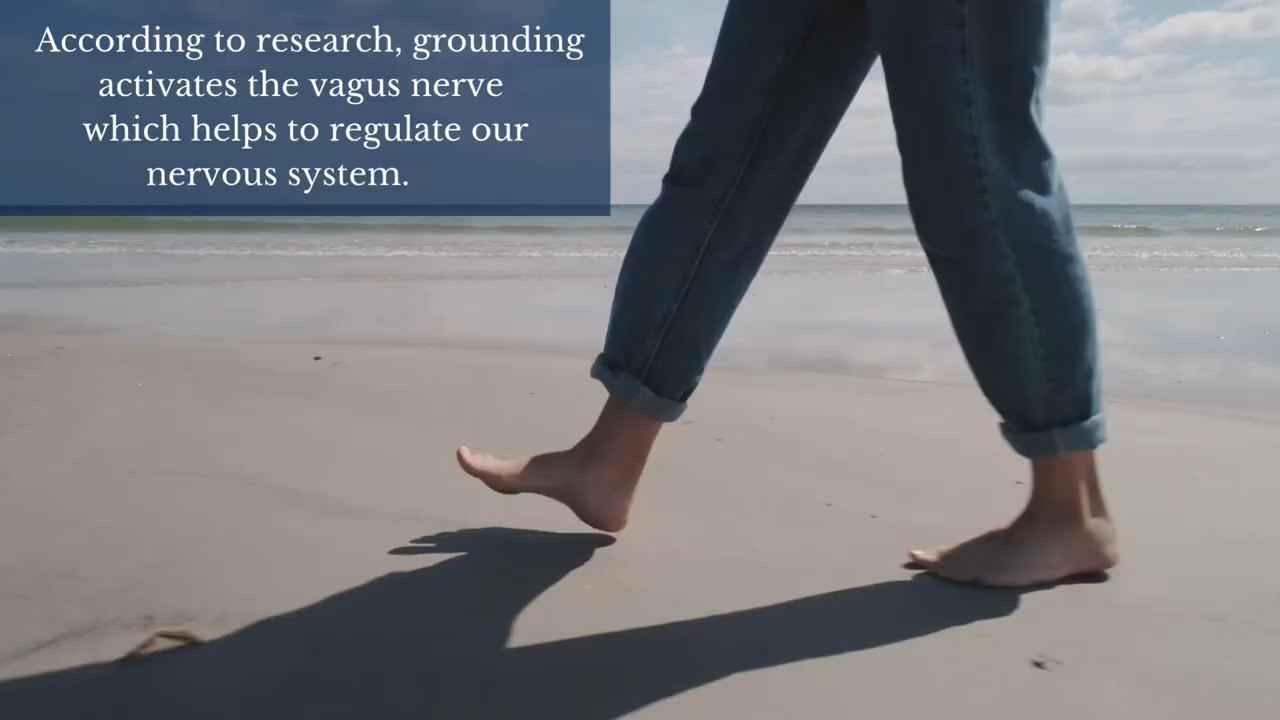 According to research, grounding
activates the vagus nerve
which helps to regulate our
nervous system.